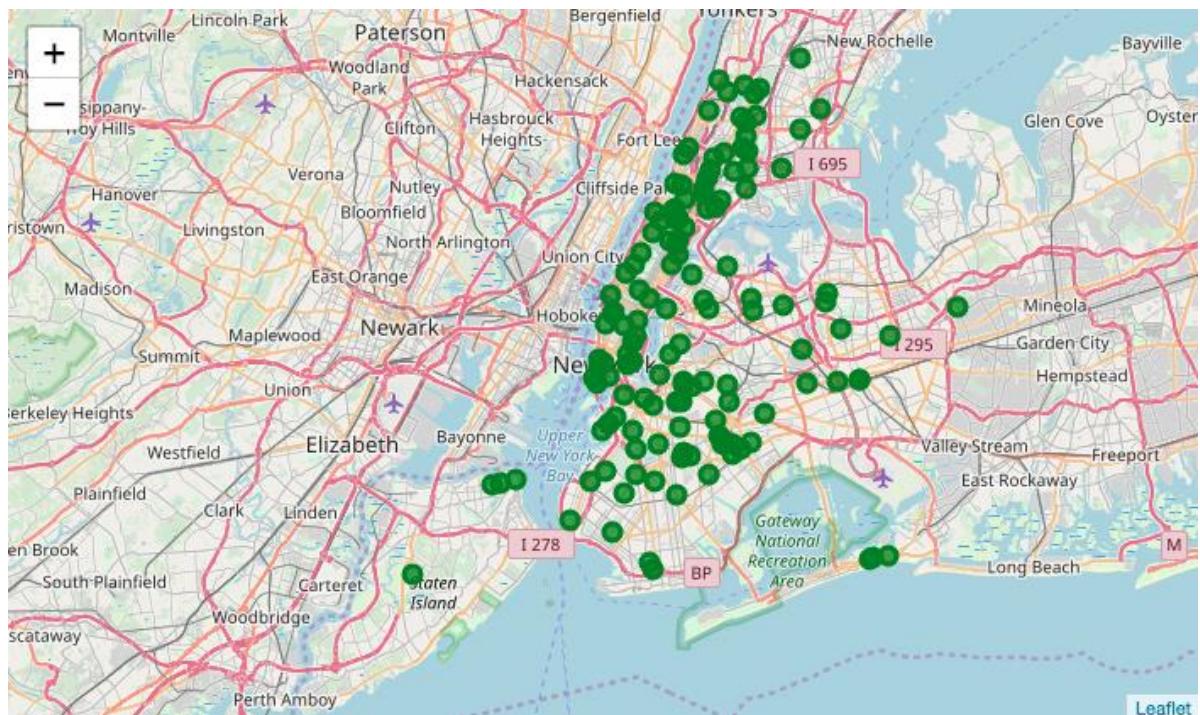 Lincoln Park
Bergenfield
Yonkers
Montville
Paterson
New Rochelle
Bayville
+
Woodland
Park
Hackensack
−
Troy Hills
Clifton
Hasbrouck
Heights
Fort Lee
Glen Cove
Oyster
I 695
Verona
Hanover
Nutley
Cliffside Park
Bloomfield
Livingston
North Arlington
Union City
East Orange
Madison
Mineola
Newark
Hoboken
Maplewood
I 295
Garden City
Summit
New York
Union
Hempstead
Berkeley Heights
Elizabeth
Bayonne
Upper
New York
Bay
Valley Stream
Freeport
Westfield
East Rockaway
Plainfield
Clark
Linden
Gateway
National
Recreation
Area
I 278
M
South Plainfield
Carteret
Staten
Island
BP
Long Beach
Woodbridge
scataway
Perth Amboy
Leaflet